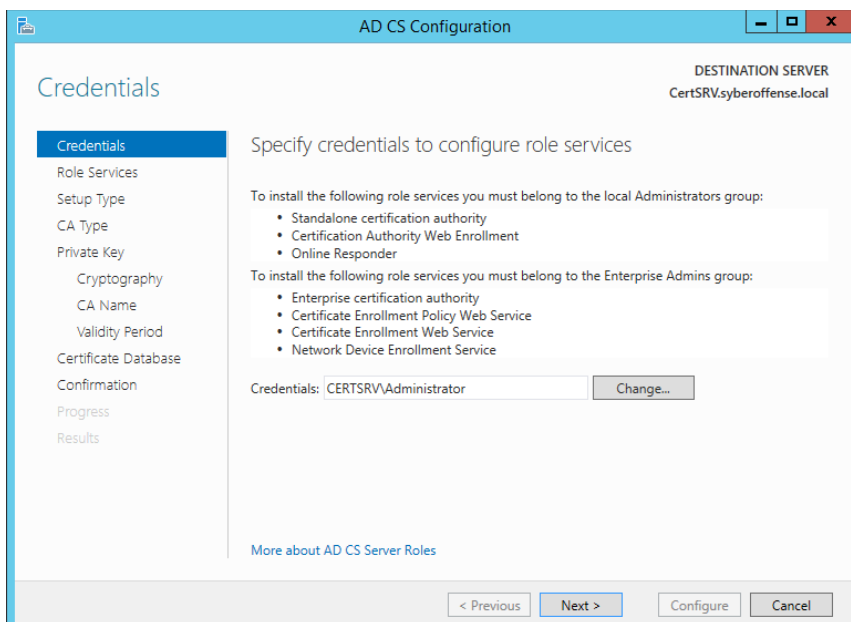 AD CS Configuration
Credentials
DESTINATION SERVER
CertSRV.syberoffense.local
Credentials
Role Services
Setup Type
CA Type
Private Key
Cryptography
CA Name
Validity Period
Certificate Database
Confirmation
Progress
Results
Specify credentials to configure role services
To install the following role services you must belong to the local Administrators group:
• Standalone certification authority
• Certification Authority Web Enrollment
• Online Responder
To install the following role services you must belong to the Enterprise Admins group:
• Enterprise certification authority
• Certificate Enrollment Policy Web Service
• Certificate Enrollment Web Service
• Network Device Enrollment Service
Credentials: CERTSRV\Administrator Change...
More about AD CS Server Roles
< Previous Next > Configure Cancel